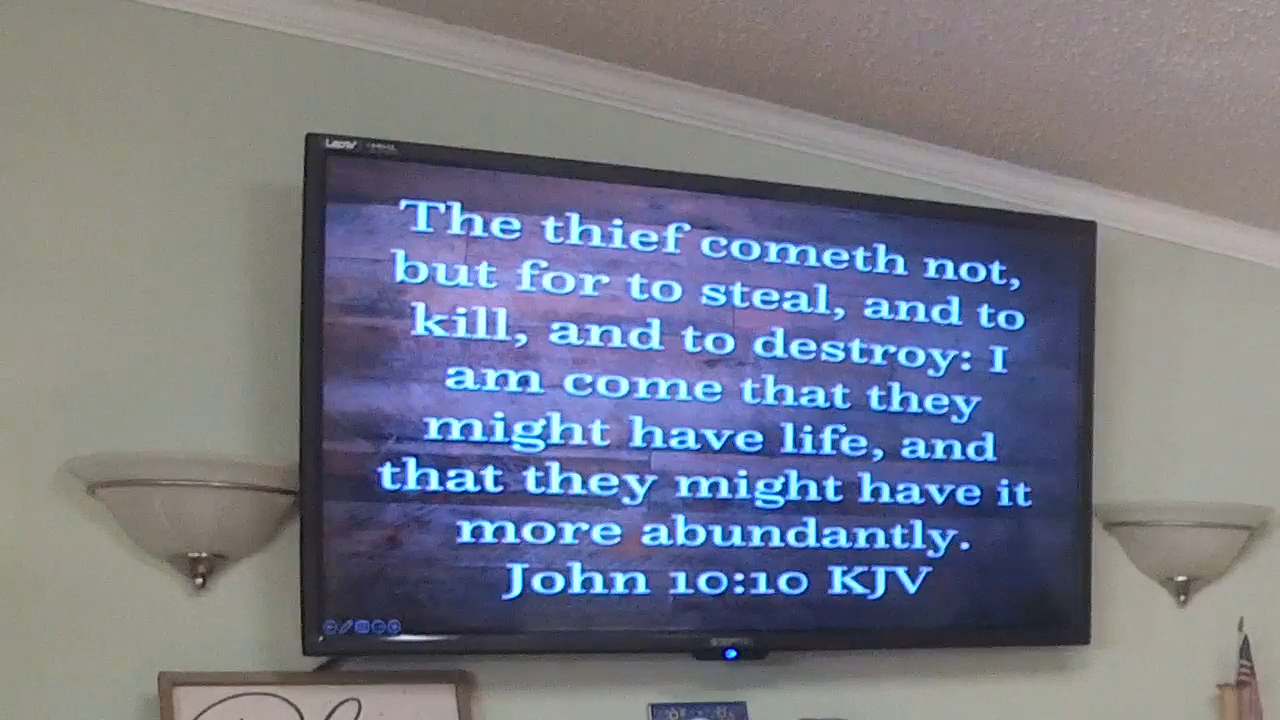 The thief cometh not,
but for to steal, and to
kill, and to destroy: I
am come that they
might have life, and
that they might have it
more abundantly.
John 10:10 KJV